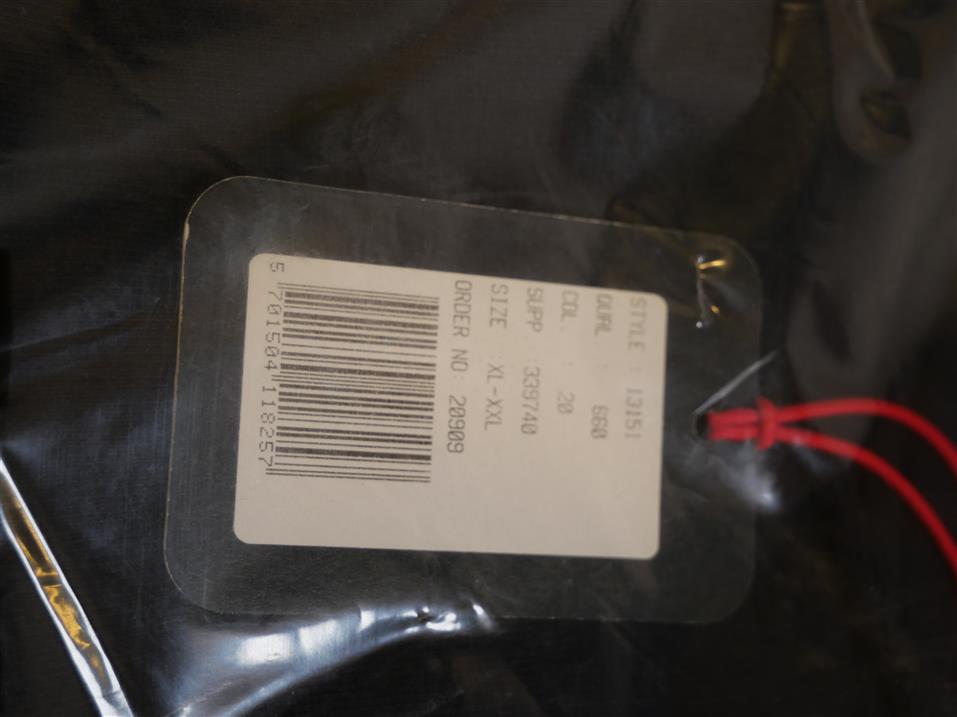 STYLE : 13151
QUAL. : 660
COL. : 20
SUPP : 339740
SIZE : XL-XXL
ORDER NO: 20909
5 701504 118257